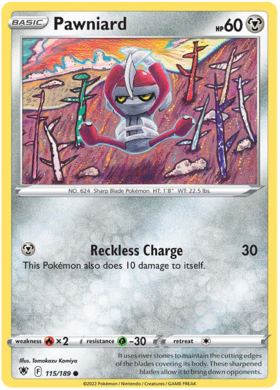 BASIC Pawniard HP60
NO. 624 Sharp Blade Pokémon HT: 1'8" WT: 22.5 lbs.
Reckless Charge 30
This Pokémon also does 10 damage to itself.
weakness ×2 resistance -30 retreat
Illus. Tomokazu Komiya
F 115/189
It uses river stones to maintain the cutting edges
of the blades covering its body. These sharpened
blades allow it to bring down opponents.
©2022 Pokémon / Nintendo / Creatures / GAME FREAK